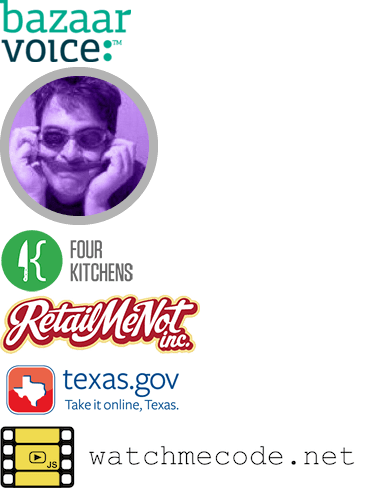 bazaar
voice:™
FOUR
KITCHENS
RetailMeNot
inc.
texas.gov
Take it online, Texas.
JS
watchmecode.net